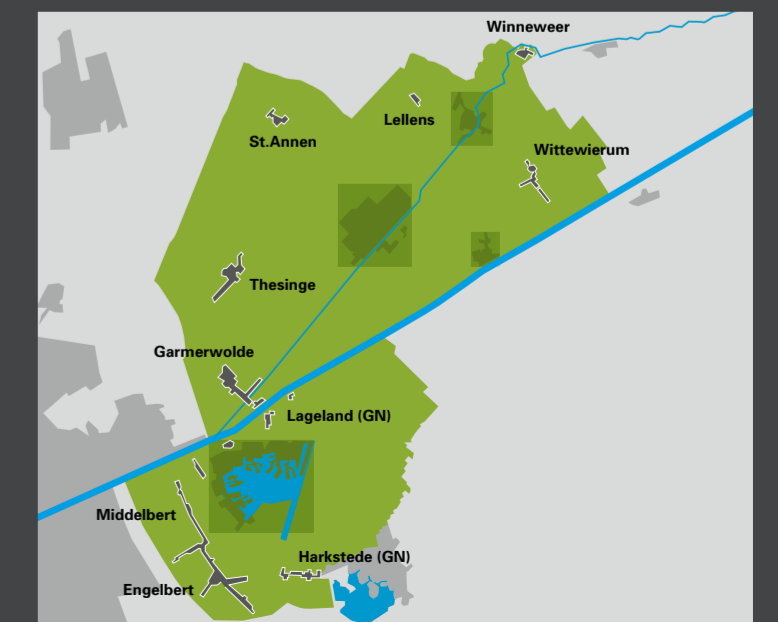 Winneweer
Lellens
St.Annen
Wittewierum
Thesinge
Garmerwolde
Lageland (GN)
Middelbert
Harkstede (GN)
Engelbert